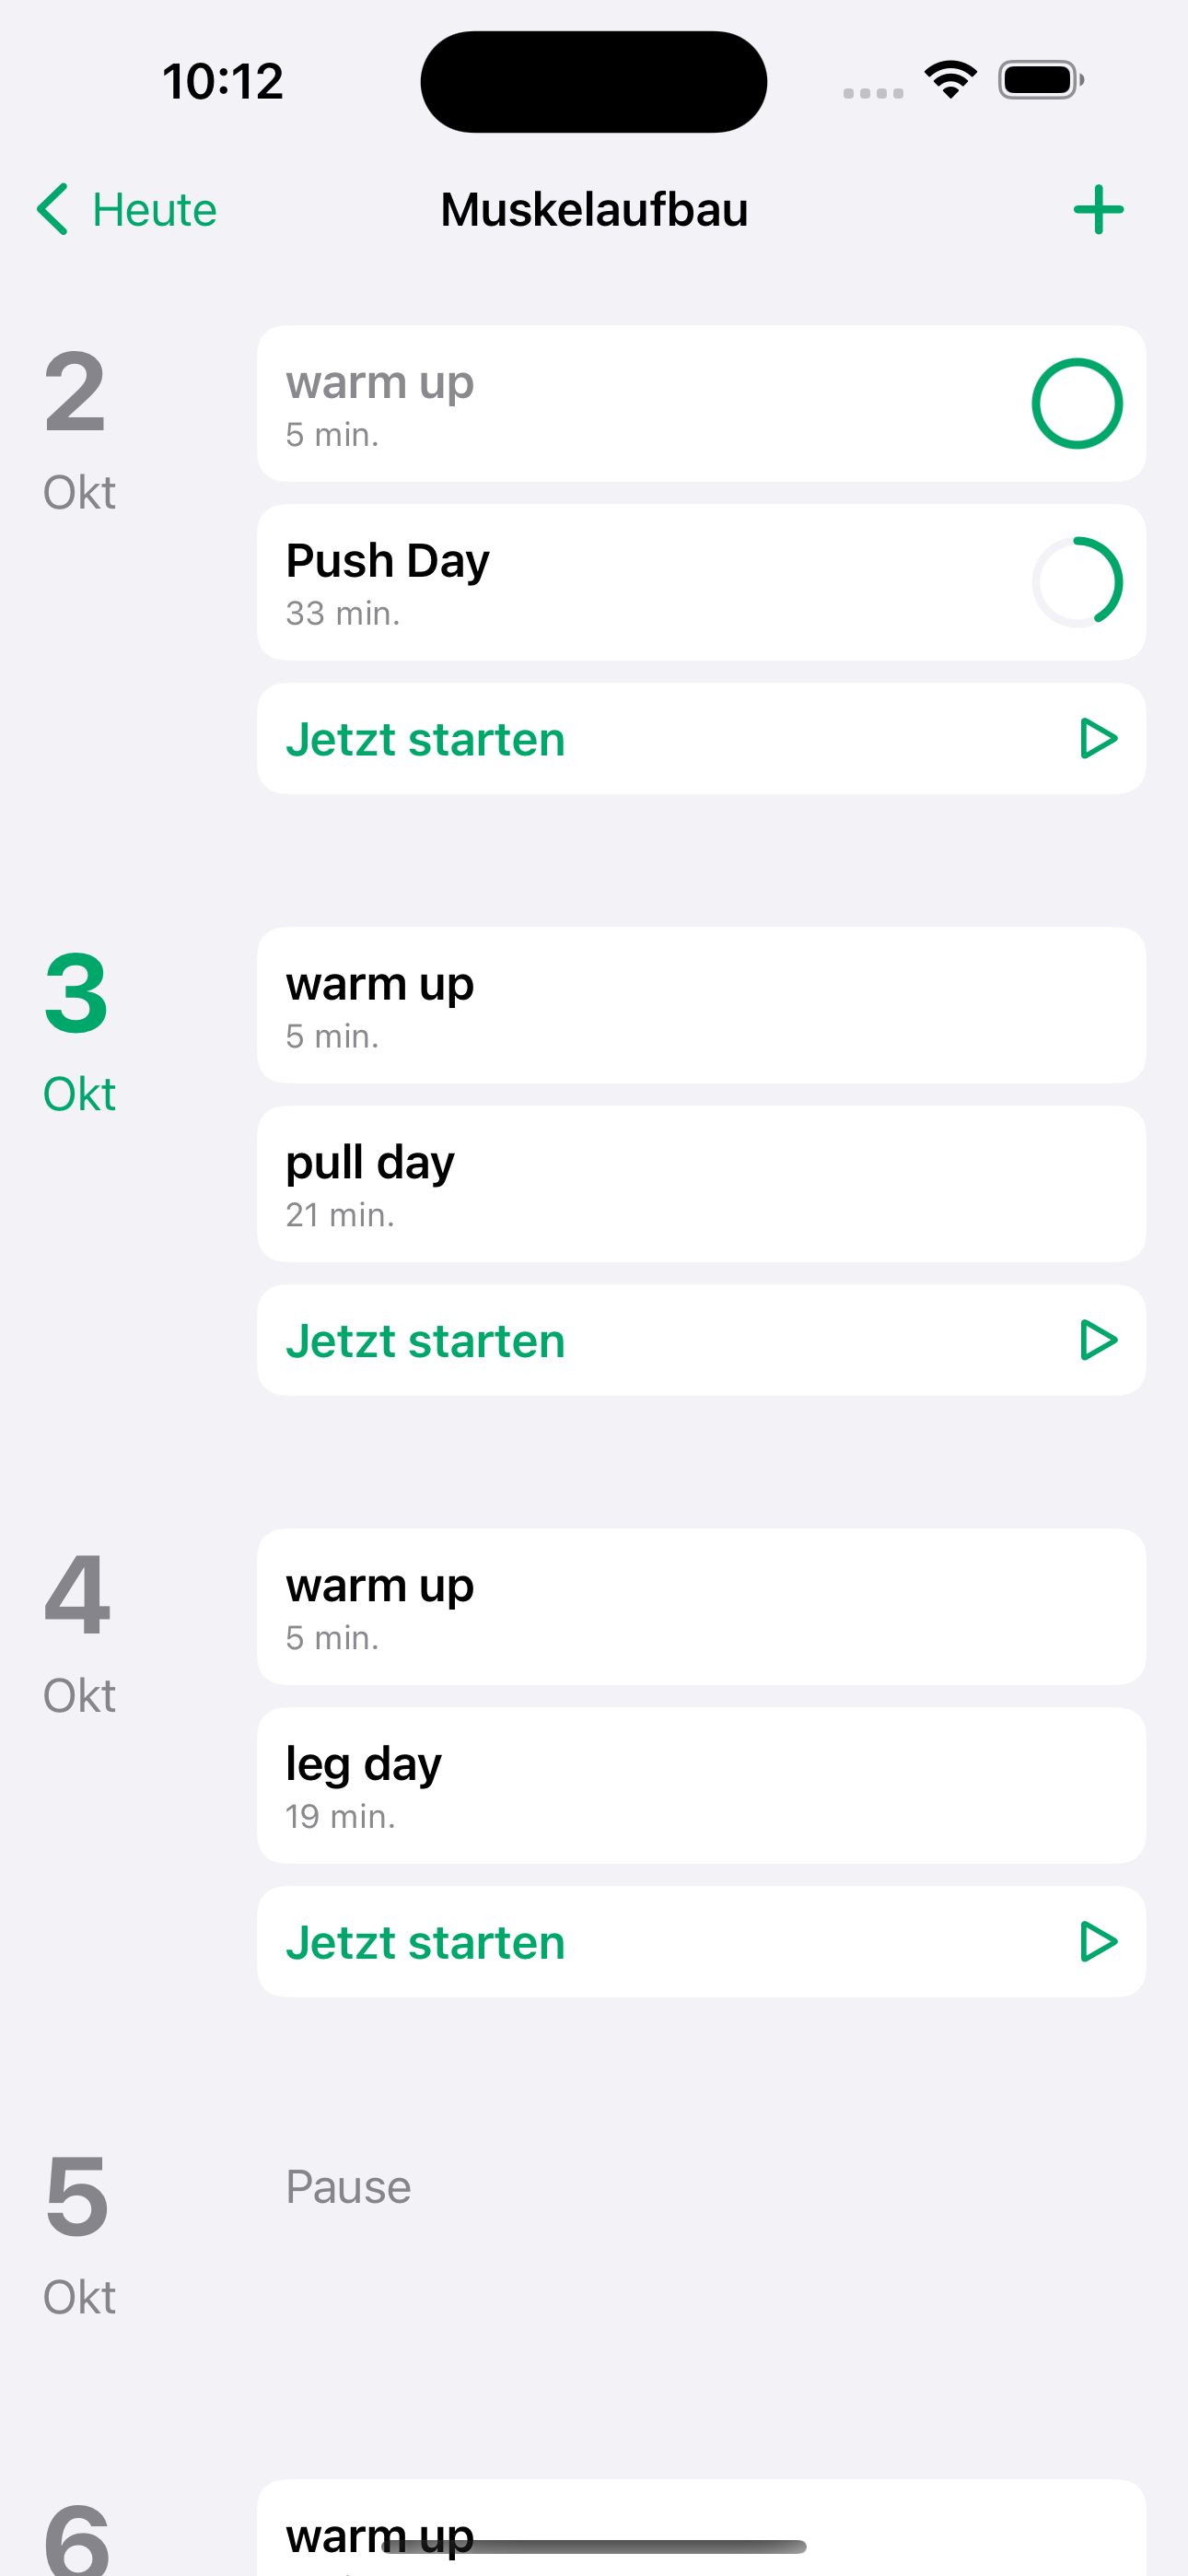 10:12
Heute
Muskelaufbau
2
Okt
warm up
5 min.
Push Day
33 min.
Jetzt starten
3
Okt
warm up
5 min.
pull day
21 min.
Jetzt starten
4
Okt
warm up
5 min.
leg day
19 min.
Jetzt starten
5
Okt
Pause
6
warm up